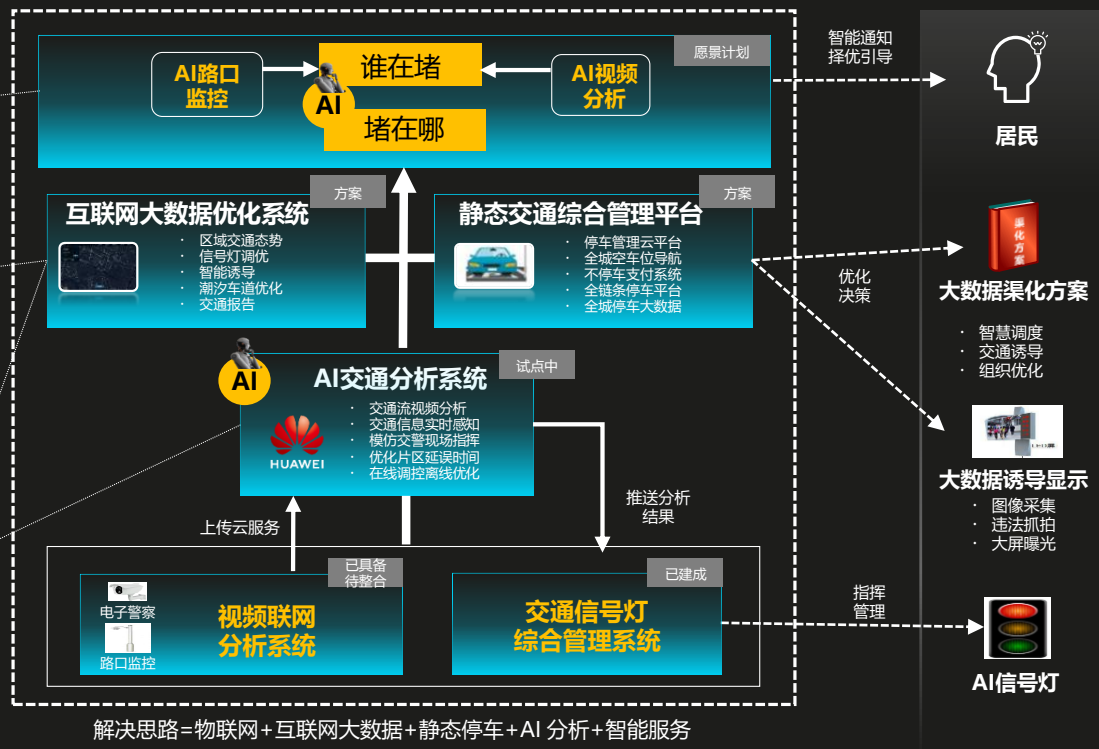 愿景计划
AI路口
监控
谁在堵
AI
堵在哪
AI视频
分析
智能通知
择优引导
居民
方案
互联网大数据优化系统
· 区域交通态势
· 信号灯调优
· 智能诱导
· 潮汐车道优化
· 交通报告
方案
静态交通综合管理平台
· 停车管理云平台
· 全城空车位导航
· 不停车支付系统
· 全链条停车平台
· 全城停车大数据
优化
决策
渠化方案
大数据渠化方案
· 智慧调度
· 交通诱导
· 组织优化
试点中
AI
AI交通分析系统
HUAWEI
· 交通流视频分析
· 交通信息实时感知
· 模仿交警现场指挥
· 优化片区延误时间
· 在线调控离线优化
大数据诱导显示
· 图像采集
· 违法抓拍
· 大屏曝光
上传云服务
推送分析
结果
已具备
待整合
电子警察
路口监控
视频联网
分析系统
已建成
交通信号灯
综合管理系统
指挥
管理
AI信号灯
解决思路=物联网+互联网大数据+静态停车+AI 分析+智能服务